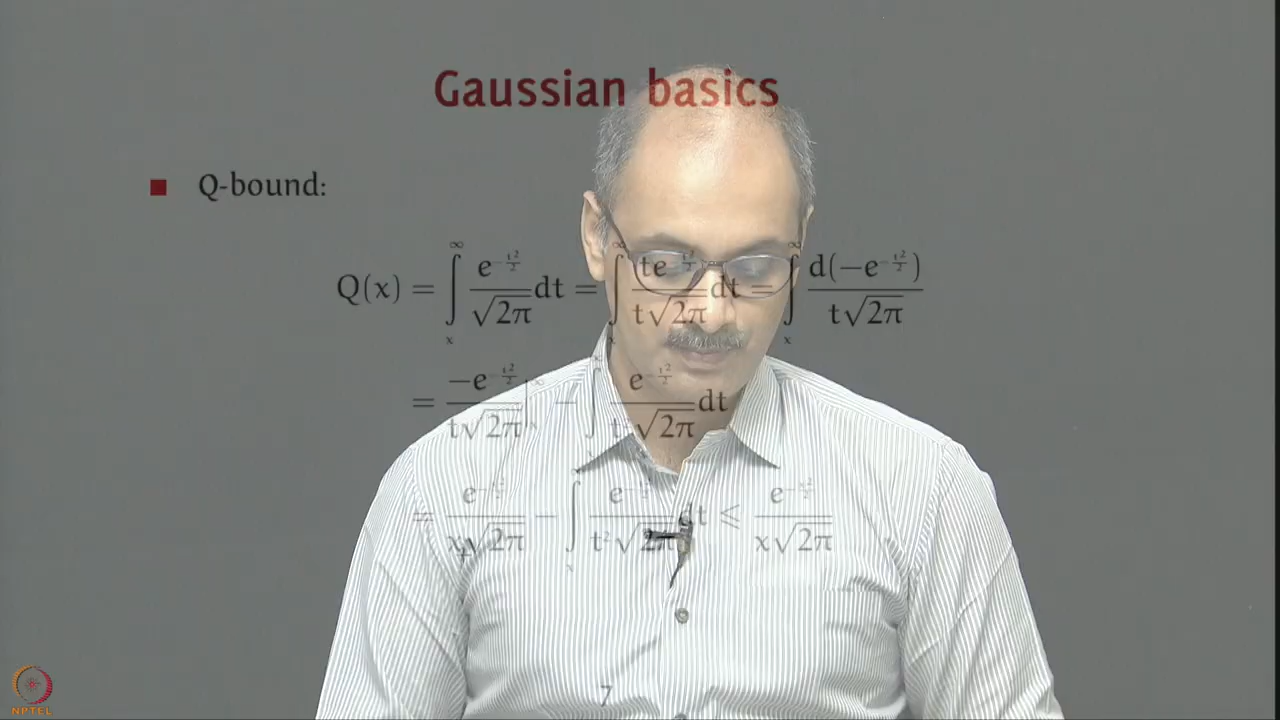 Gaussian basics
■ Q-bound:
Q(x) = ∫ₓ^∞ e^{-t²/2}/√2π dt = ∫ₓ^∞ te^{-t²/2}/t√2π dt = ∫ₓ^∞ d(−e^{-t²/2})/t√2π
= −e^{-t²/2}/t√2π |ₓ^∞ − ∫ₓ^∞ e^{-t²/2}/t²√2π dt
= e^{-x²/2}/x√2π − ∫ₓ^∞ e^{-t²/2}/t²√2π dt ⩽ e^{-x²/2}/x√2π
7
NPTEL